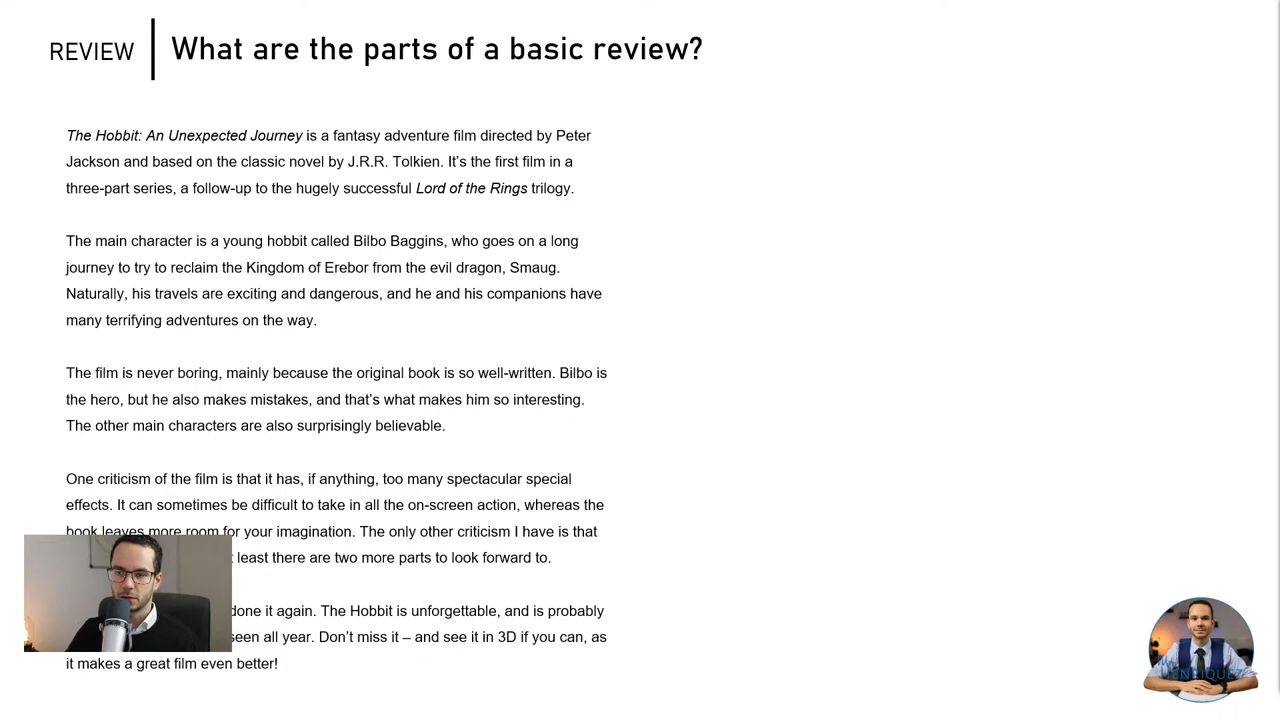 REVIEW
What are the parts of a basic review?
The Hobbit: An Unexpected Journey is a fantasy adventure film directed by Peter
Jackson and based on the classic novel by J.R.R. Tolkien. It's the first film in a
three-part series, a follow-up to the hugely successful Lord of the Rings trilogy.
The main character is a young hobbit called Bilbo Baggins, who goes on a long
journey to try to reclaim the Kingdom of Erebor from the evil dragon, Smaug.
Naturally, his travels are exciting and dangerous, and he and his companions have
many terrifying adventures on the way.
The film is never boring, mainly because the original book is so well-written. Bilbo is
the hero, but he also makes mistakes, and that's what makes him so interesting.
The other main characters are also surprisingly believable.
One criticism of the film is that it has, if anything, too many spectacular special
effects. It can sometimes be difficult to take in all the on-screen action, whereas the
book leaves more room for your imagination. The only other criticism I have is that
least there are two more parts to look forward to.
done it again. The Hobbit is unforgettable, and is probably
seen all year. Don't miss it – and see it in 3D if you can, as
it makes a great film even better!